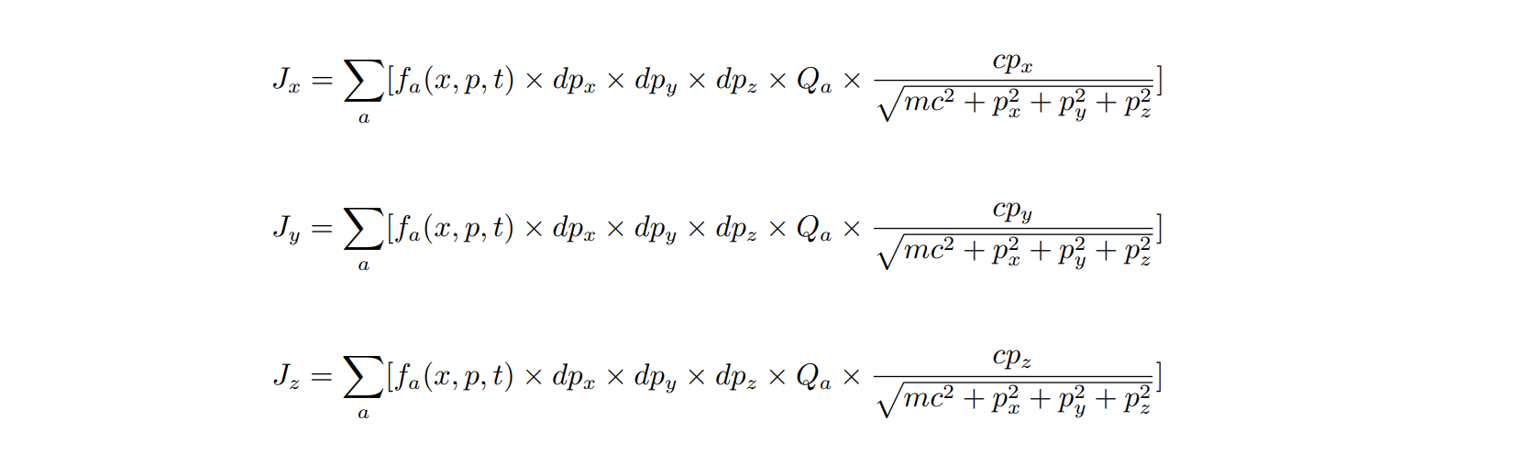 $J_x = \sum_a [f_a(x, p, t) \times dp_x \times dp_y \times dp_z \times Q_a \times \frac{cp_x}{\sqrt{mc^2 + p_x^2 + p_y^2 + p_z^2}}]$
$J_y = \sum_a [f_a(x, p, t) \times dp_x \times dp_y \times dp_z \times Q_a \times \frac{cp_y}{\sqrt{mc^2 + p_x^2 + p_y^2 + p_z^2}}]$
$J_z = \sum_a [f_a(x, p, t) \times dp_x \times dp_y \times dp_z \times Q_a \times \frac{cp_z}{\sqrt{mc^2 + p_x^2 + p_y^2 + p_z^2}}]$